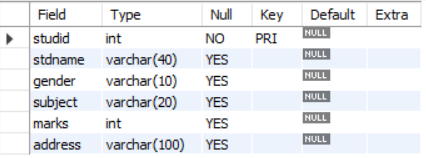 Field Type Null Key Default Extra
studid int NO PRI NULL
stdname varchar(40) YES NULL
gender varchar(10) YES NULL
subject varchar(20) YES NULL
marks int YES NULL
address varchar(100) YES NULL